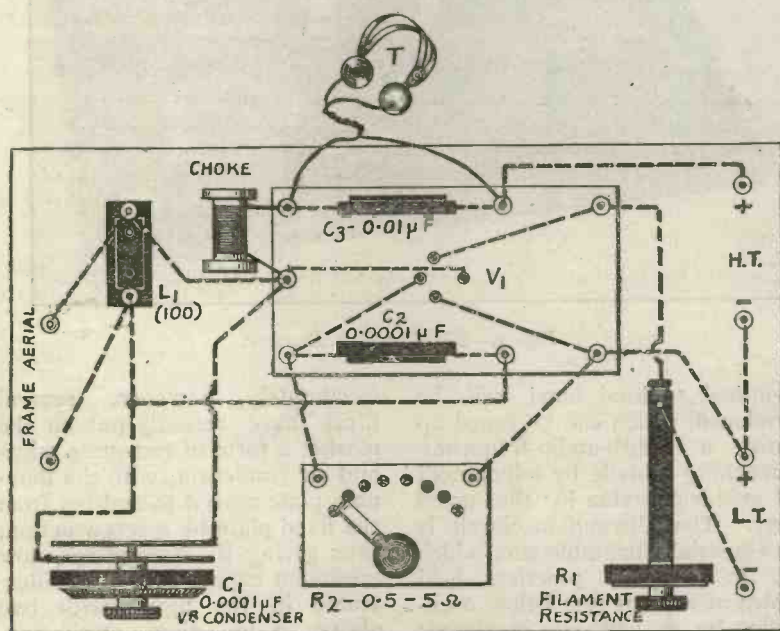 T
CHOKE
C₃-0.01μF
+
H.T.
V₁
L₁
(100)
FRAME AERIAL
C₂
0.0001μF
−
+
L.T.
−
C₁
0.0001μF
Vᴿ CONDENSER
R₂-0.5-5Ω
R₁
FILAMENT
RESISTANCE